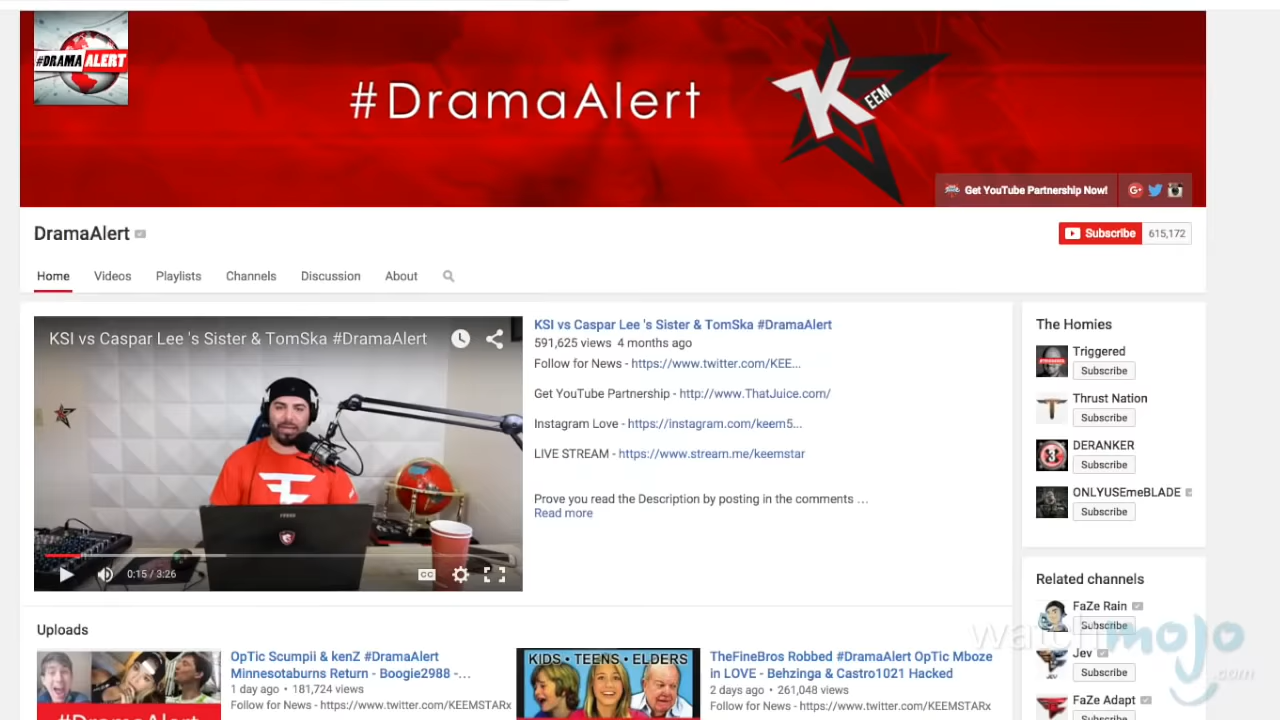 #DRAMA ALERT
#DramaAlert
KEEM
Get YouTube Partnership Now!
DramaAlert
Subscribe 615,172
Home Videos Playlists Channels Discussion About
KSI vs Caspar Lee 's Sister & TomSka #DramaAlert
0:15 / 3:26
CC
KSI vs Caspar Lee 's Sister & TomSka #DramaAlert
591,625 views 4 months ago
Follow for News - https://www.twitter.com/KEE...
Get YouTube Partnership - http://www.ThatJuice.com/
Instagram Love - https://instagram.com/keem5...
LIVE STREAM - https://www.stream.me/keemstar
Prove you read the Description by posting in the comments ...
Read more
The Homies
Triggered
Subscribe
Thrust Nation
Subscribe
DERANKER
Subscribe
ONLYUSEmeBLADE
Subscribe
Related channels
FaZe Rain
Subscribe
Jev
Subscribe
FaZe Adapt
Subscribe
Uploads
#DramaAlert
OpTic Scumpii & kenZ #DramaAlert
Minnesotaburns Return - Boogie2988 -...
1 day ago • 181,724 views
Follow for News - https://www.twitter.com/KEEMSTARx
KIDS • TEENS • ELDERS
TheFineBros Robbed #DramaAlert OpTic Mboze
in LOVE - Behzinga & Castro1021 Hacked
2 days ago • 261,048 views
Follow for News - https://www.twitter.com/KEEMSTARx
watchmojo
.com